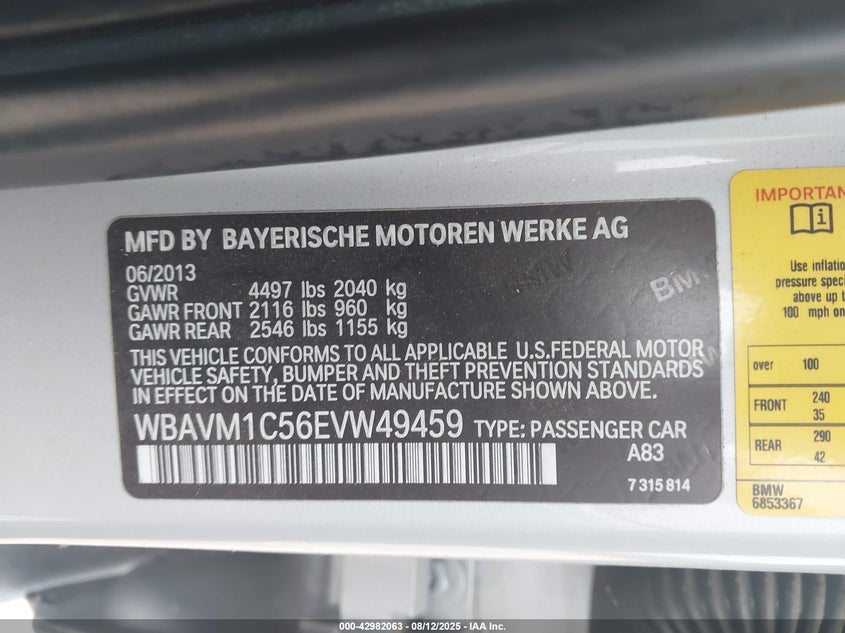 MFD BY BAYERISCHE MOTOREN WERKE AG
06/2013
GVWR 4497 lbs 2040 kg
GAWR FRONT 2116 lbs 960 kg
GAWR REAR 2546 lbs 1155 kg
THIS VEHICLE CONFORMS TO ALL APPLICABLE U.S.FEDERAL MOTOR
VEHICLE SAFETY, BUMPER AND THEFT PREVENTION STANDARDS
IN EFFECT ON THE DATE OF MANUFACTURE SHOWN ABOVE.
WBAVM1C56EVW49459 TYPE: PASSENGER CAR
A83
7 315 814
BMW
IMPORTAN
Use inflatio
pressure spec
above up t
100 mph on
over 100
FRONT 240
35
REAR 290
42
BMW
6853367
000-42982063 - 08/12/2025 - IAA Inc.